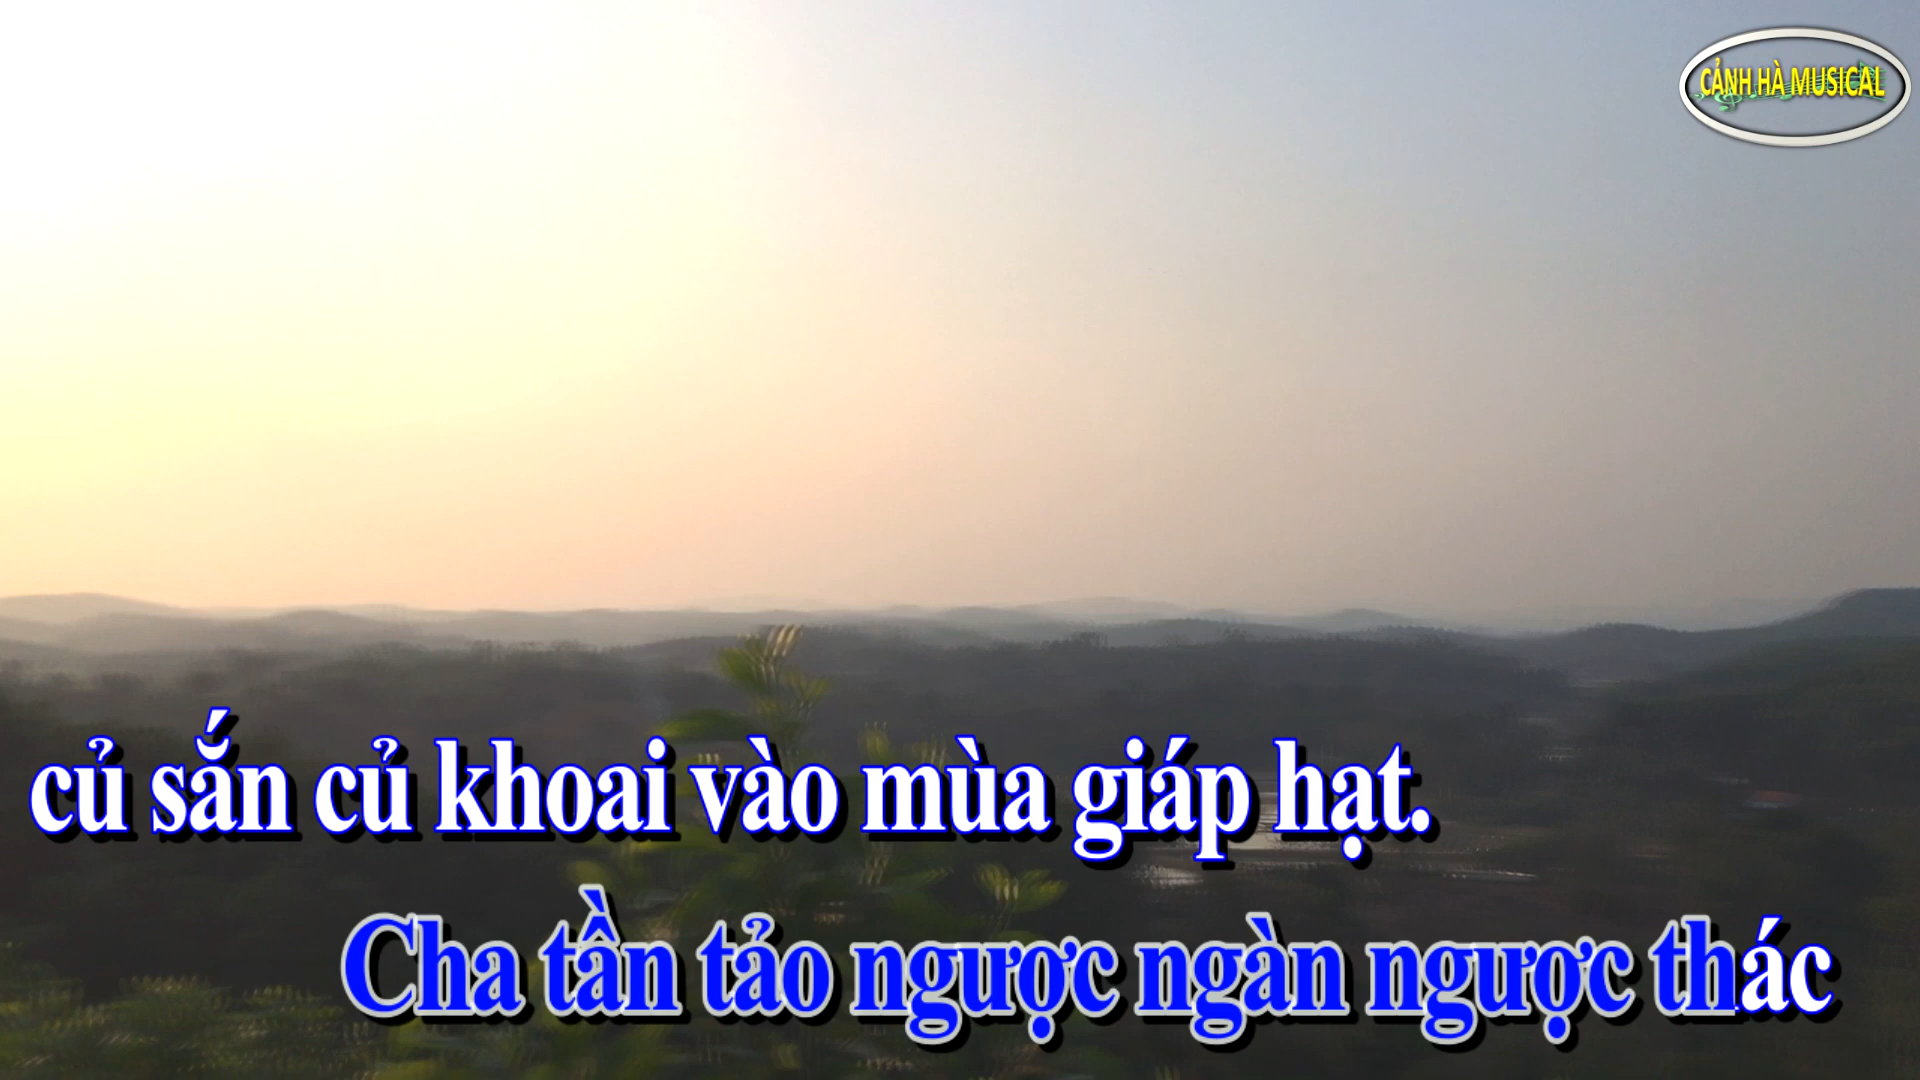 CẢNH HÀ MUSICAL
củ sắn củ khoai vào mùa giáp hạt.
Cha tần tảo ngược ngàn ngược thác